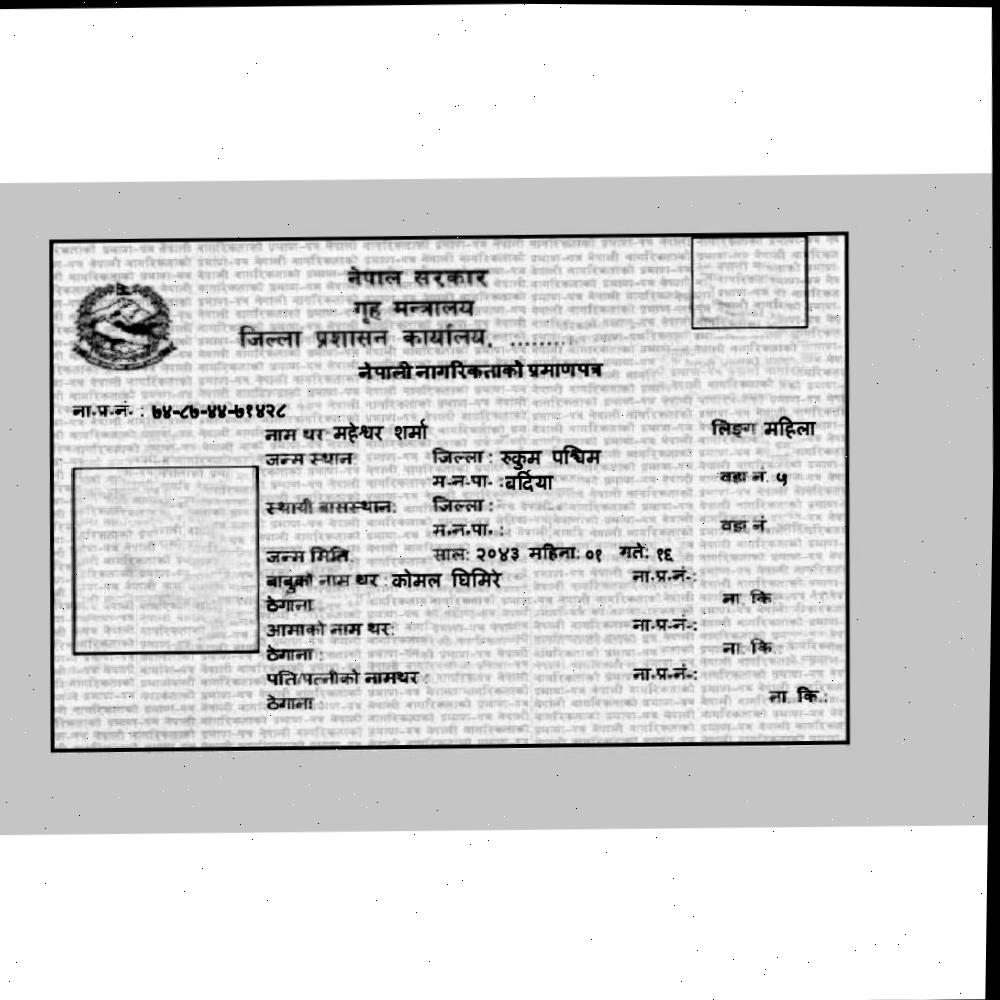 नेपाल सरकार
गृह मन्त्रालय
जिल्ला प्रशासन कार्यालय, ........
नेपाली नागरिकताको प्रमाणपत्र
ना.प्र.नं. : ७४-८७-४४-७१४२८
नाम थर महेश्वर शर्मा लिङ्ग महिला
जन्म स्थान: जिल्ला : रुकुम पश्चिम
म.न.पा. :बर्दिया वडा नं. ५
स्थायी बासस्थान: जिल्ला :
म.न.पा. : वडा नं.
जन्म मिति: साल: २०४३ महिना: ०१ गते: १६
बाबुको नाम थर : कोमल घिमिरे ना.प्र.नं.:
ठेगाना ना. कि
आमाको नाम थर: ना.प्र.नं.:
ठेगाना : ना. कि.
पति/पत्नीको नामथर : ना.प्र.नं.:
ठेगाना : ना. कि.: